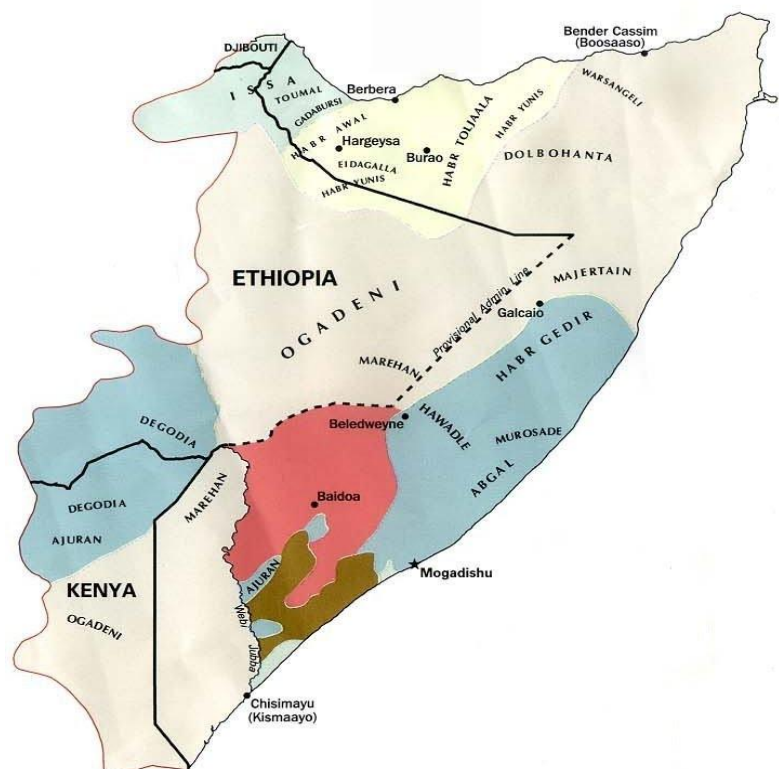 DJIBOUTI
Bender Cassim
(Boosaaso)
ISSA
TOUMAL
GADABURSI
Berbera
WARSANGELI
HABR AWAL
Hargeysa
HABR TOLJAALA
HABR YUNIS
EIDAGALLA
Burao
DOLBOHANTA
HABR YUNIS
ETHIOPIA
OGADENI
Provisional Admin Line
MAJERTAIN
Galcaio
MAREHAN
HABR GEDIR
DEGODIA
Beledweyne
HAWADLE
MUROSADE
ABGAL
DEGODIA
MAREHAN
Baidoa
AJURAN
AJURAN
Mogadishu
KENYA
OGADENI
Webi Jubba
Chisimayu
(Kismaayo)